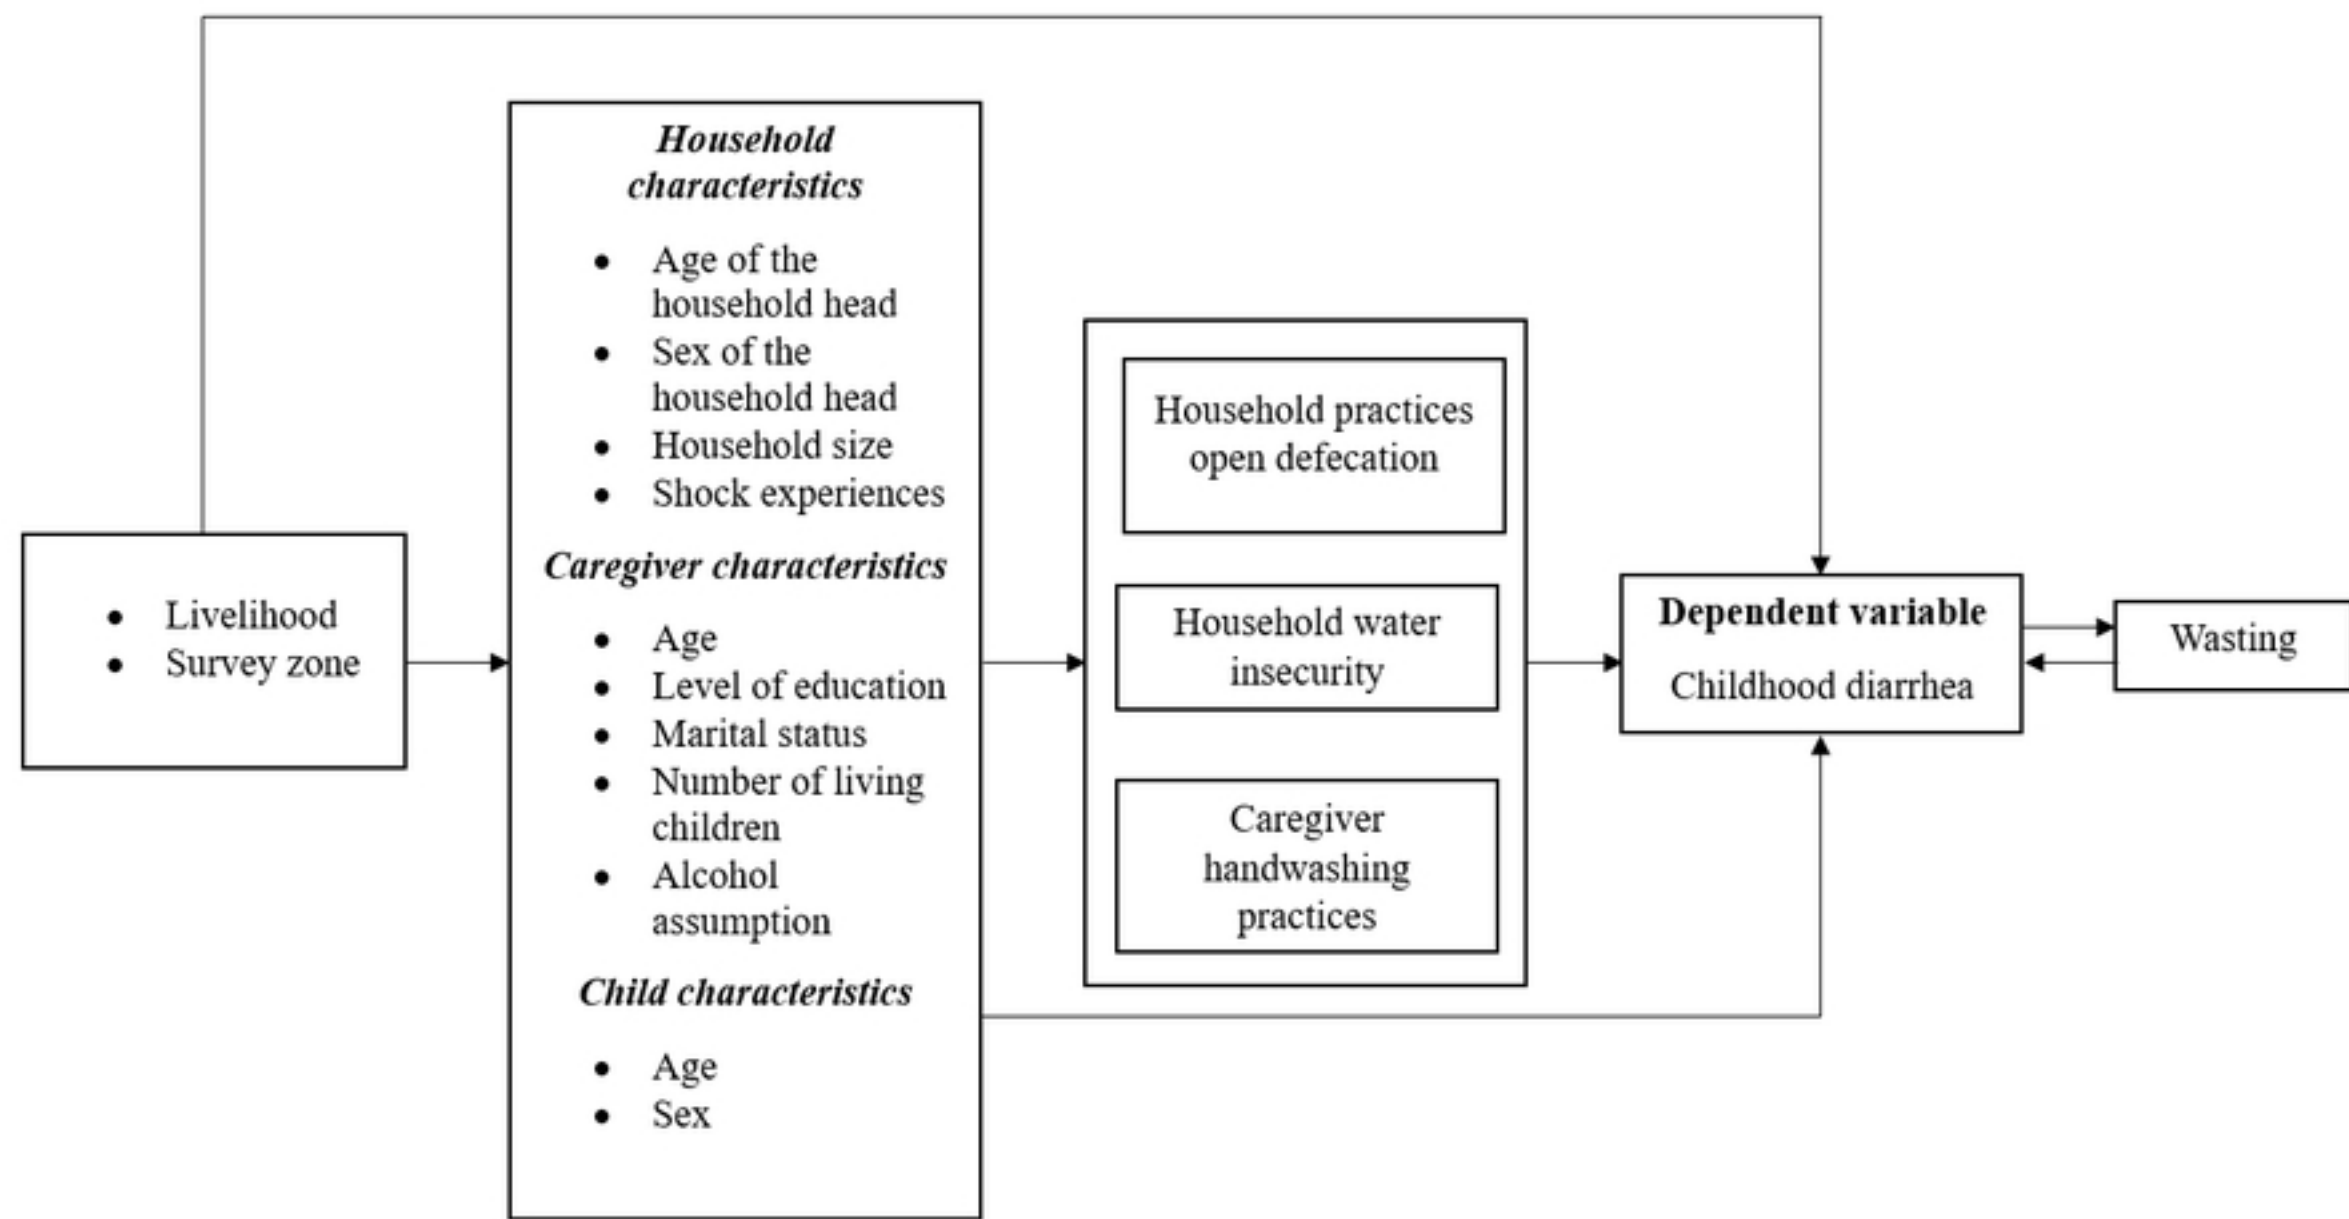 Livelihood
Survey zone
Household
characteristics
Age of the
household head
Sex of the
household head
Household size
Shock experiences
Caregiver characteristics
Age
Level of education
Marital status
Number of living
children
Alcohol
assumption
Child characteristics
Age
Sex
Household practices
open defecation
Household water
insecurity
Caregiver
handwashing
practices
Dependent variable
Childhood diarrhea
Wasting